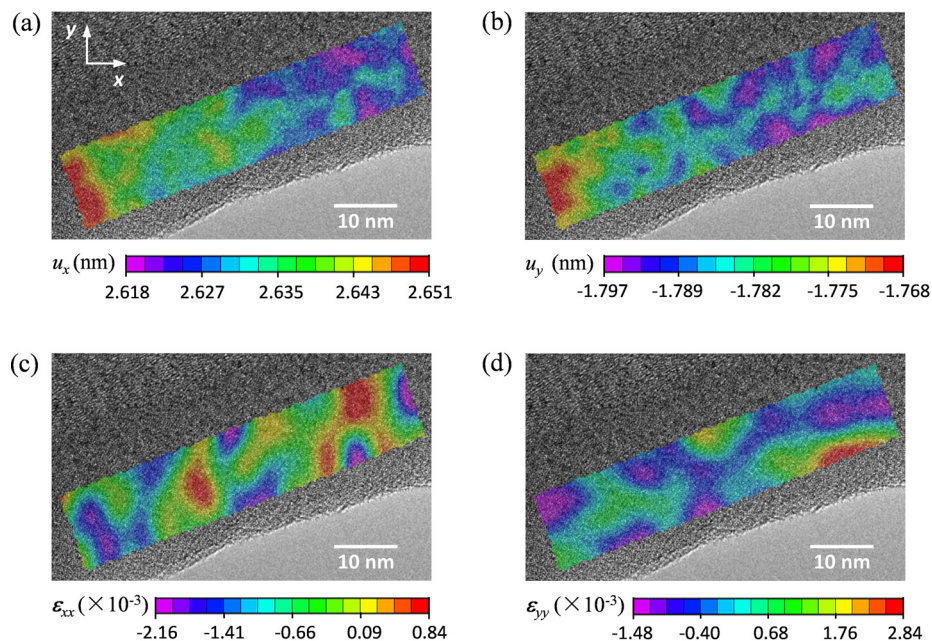 (a)
y
x
10 nm
u_x (nm)
2.618 2.627 2.635 2.643 2.651
(b)
10 nm
u_y (nm)
-1.797 -1.789 -1.782 -1.775 -1.768
(c)
10 nm
ε_xx (×10⁻³)
-2.16 -1.41 -0.66 0.09 0.84
(d)
10 nm
ε_yy (×10⁻³)
-1.48 -0.40 0.68 1.76 2.84